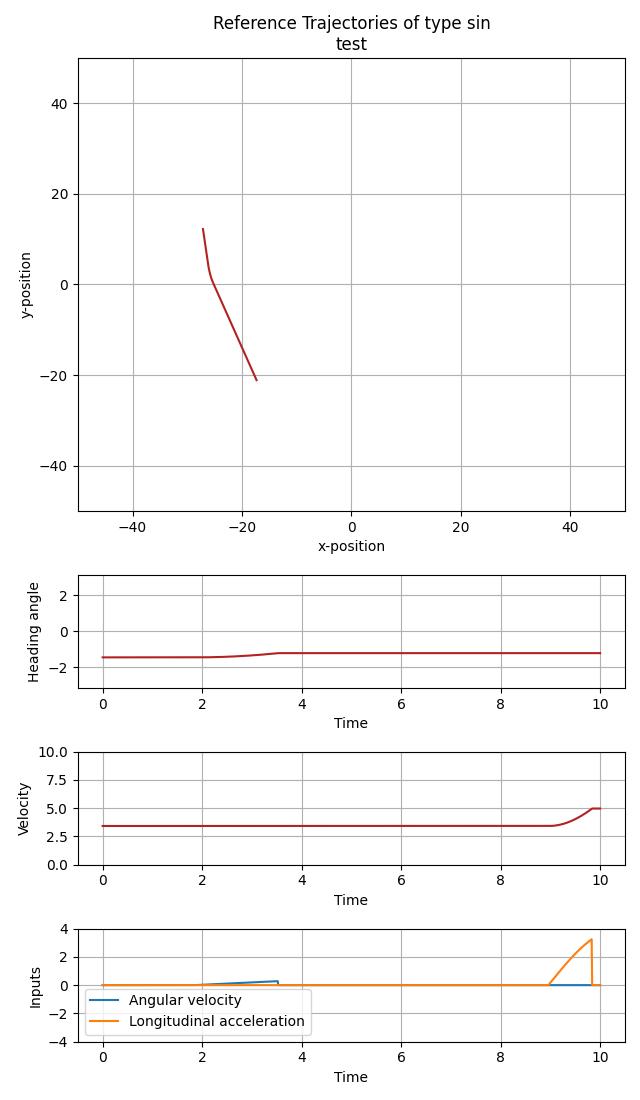 Reference Trajectories of type sin
test
40
20
0
−20
−40
y-position
−40 −20 0 20 40
x-position
2
0
−2
Heading angle
0 2 4 6 8 10
Time
10.0
7.5
5.0
2.5
0.0
Velocity
0 2 4 6 8 10
Time
4
2
0
−2
−4
Inputs
Angular velocity
Longitudinal acceleration
0 2 4 6 8 10
Time